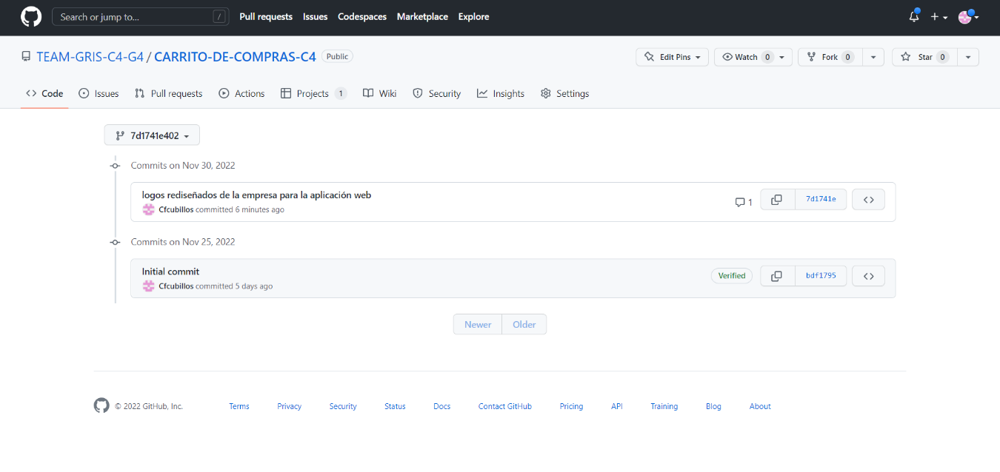 Search or jump to... / Pull requests Issues Codespaces Marketplace Explore
TEAM-GRIS-C4-G4 / CARRITO-DE-COMPRAS-C4 Public Edit Pins Watch 0 Fork 0 Star 0
Code Issues Pull requests Actions Projects 1 Wiki Security Insights Settings
7d1741e402
Commits on Nov 30, 2022
logos rediseñados de la empresa para la aplicación web
Cfcubillos committed 6 minutes ago 1 7d1741e
Commits on Nov 25, 2022
Initial commit
Cfcubillos committed 5 days ago Verified bdf1795
Newer Older
© 2022 GitHub, Inc. Terms Privacy Security Status Docs Contact GitHub Pricing API Training Blog About